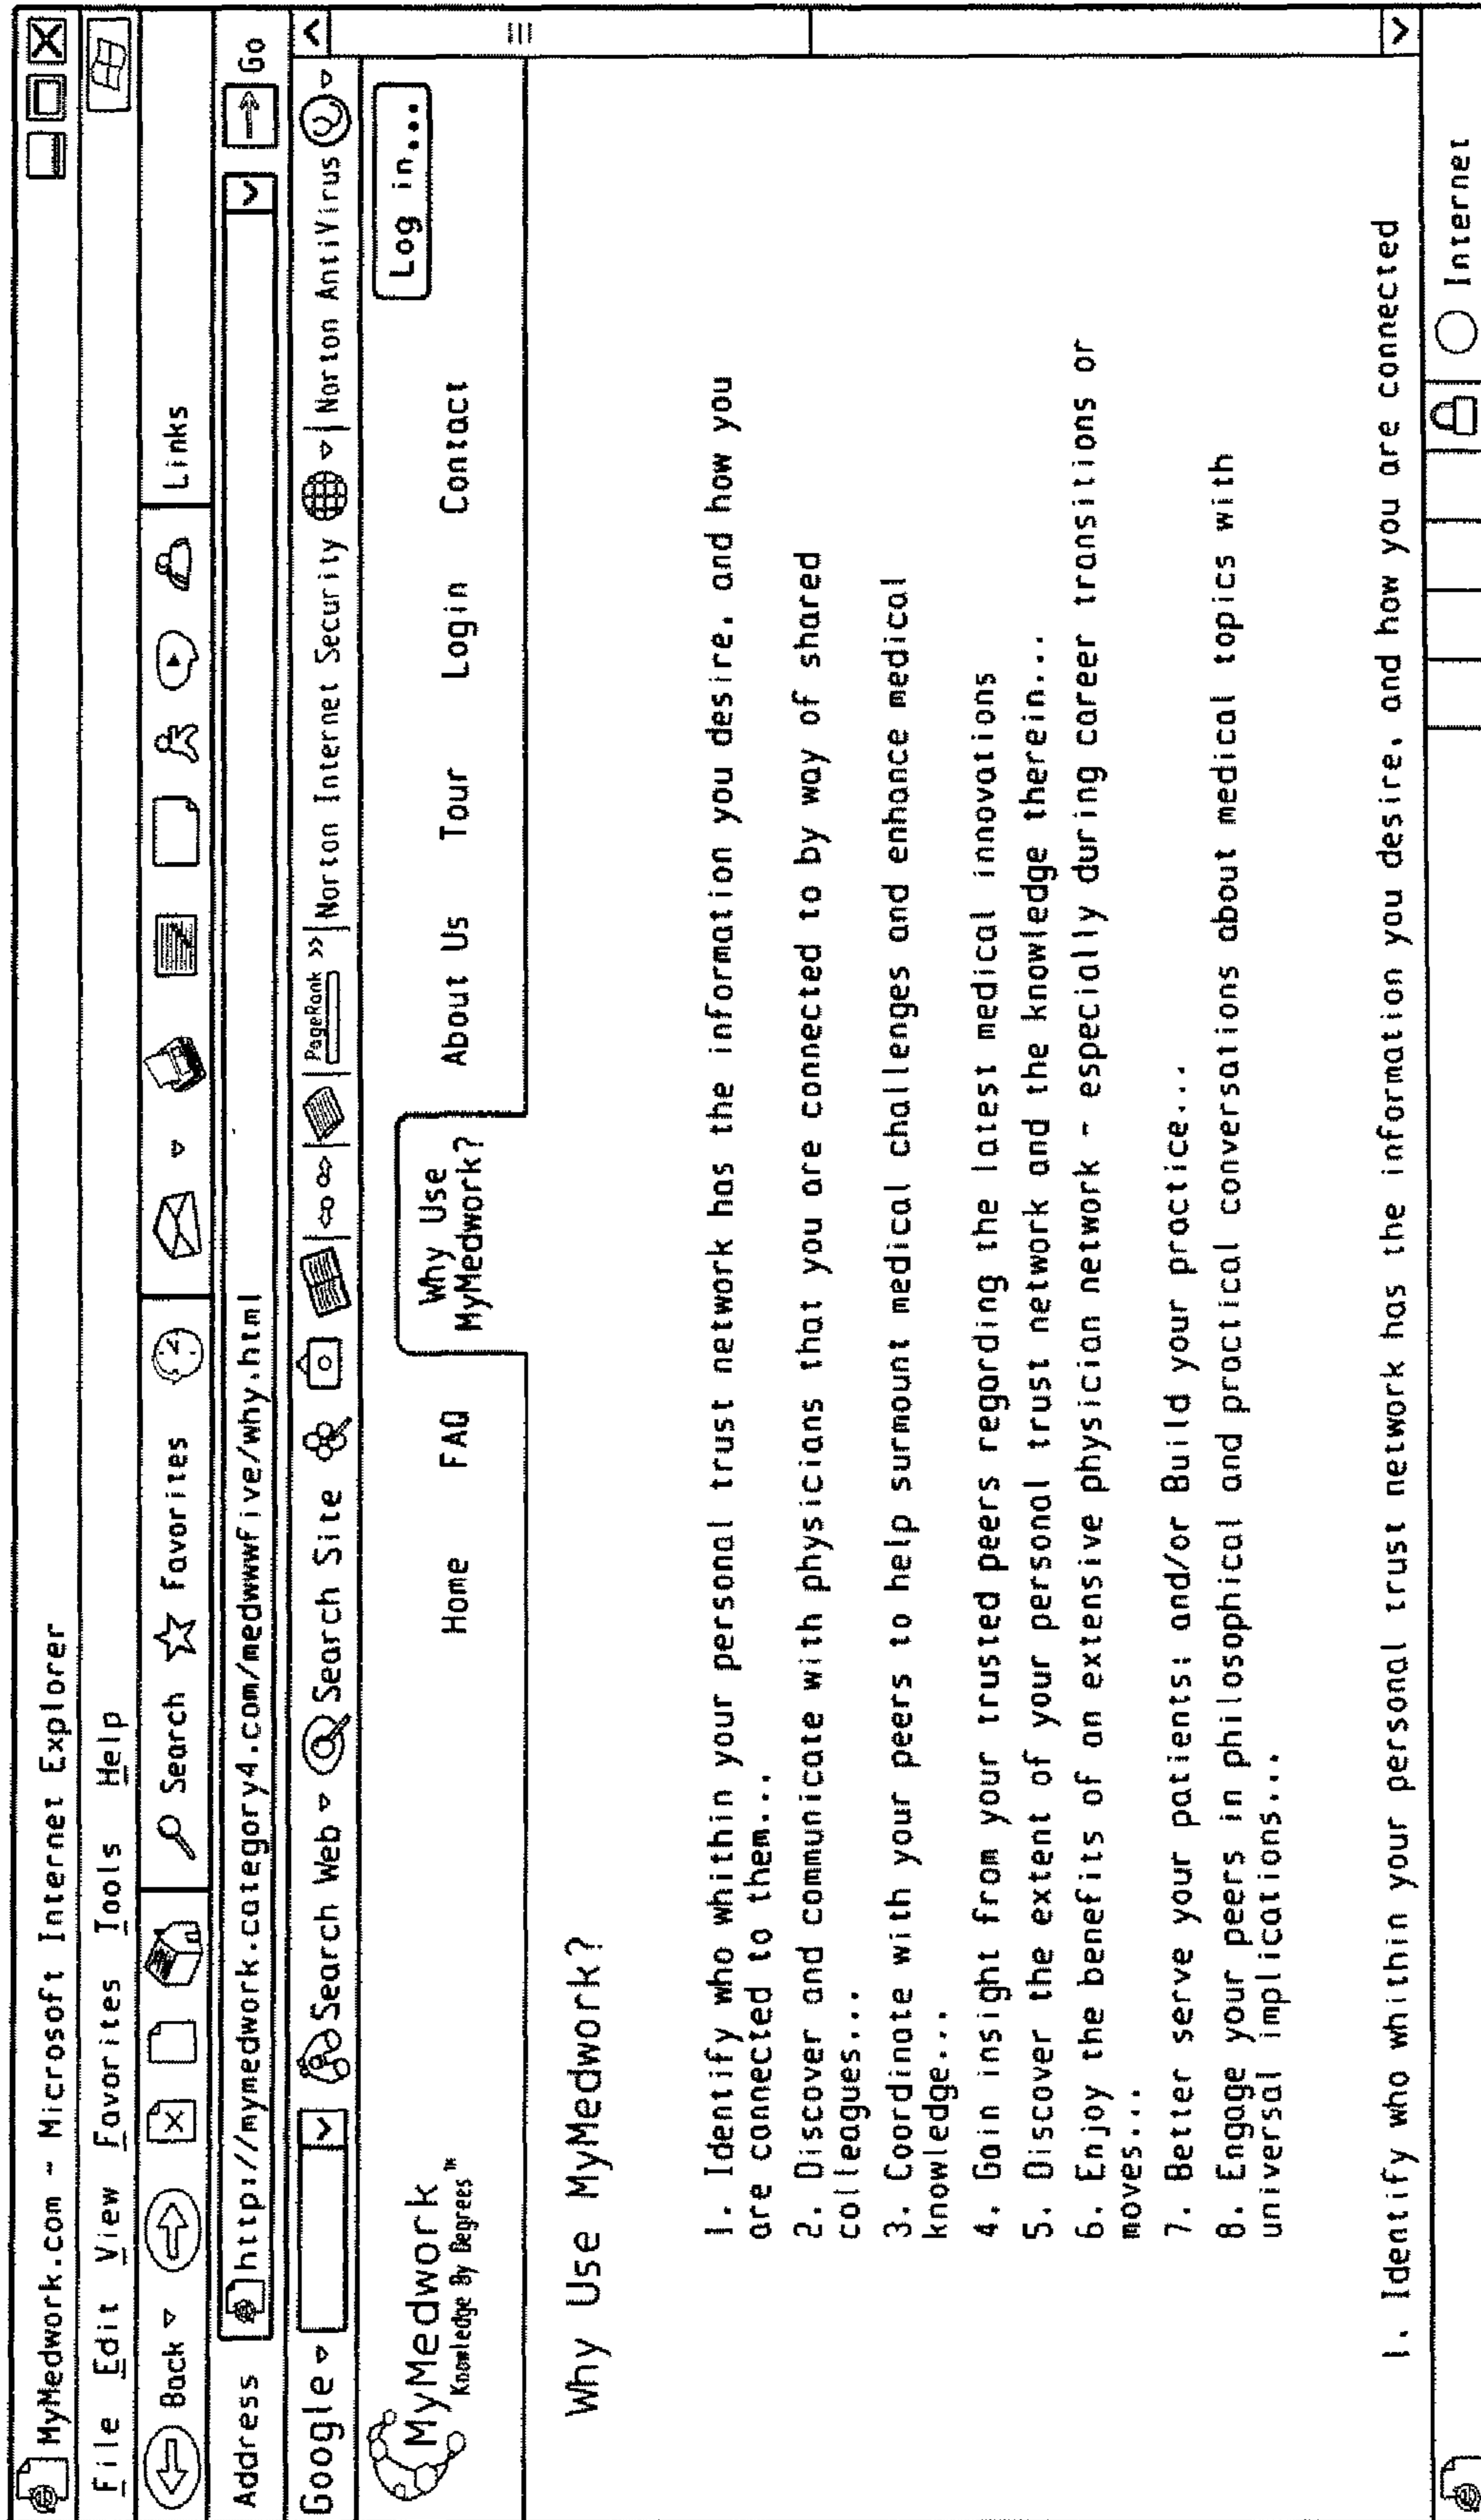 MyMedwork.com - Microsoft Internet Explorer
File Edit View Favorites Tools Help
Back Search Favorites Links
Address http://mymedwork.category4.com/medwwwfive/why.html Go
Google Search Web Search Site PageRank >> Norton Internet Security Norton AntiVirus
MyMedwork
Knowledge By Degrees™
Home FAQ Why Use MyMedwork? About Us Tour Login Contact Log in...
Why Use MyMedwork?
1. Identify who whithin your personal trust network has the information you desire, and how you
are connected to them...
2. Discover and communicate with physicians that you are connected to by way of shared
colleagues...
3. Coordinate with your peers to help surmount medical challenges and enhance medical
knowledge...
4. Gain insight from your trusted peers regarding the latest medical innovations
5. Discover the extent of your personal trust network and the knowledge therein...
6. Enjoy the benefits of an extensive physician network - especially during career transitions or
moves...
7. Better serve your patients; and/or Build your practice...
8. Engage your peers in philosophical and practical conversations about medical topics with
universal implications...
1. Identify who whithin your personal trust network has the information you desire, and how you are connected
Internet